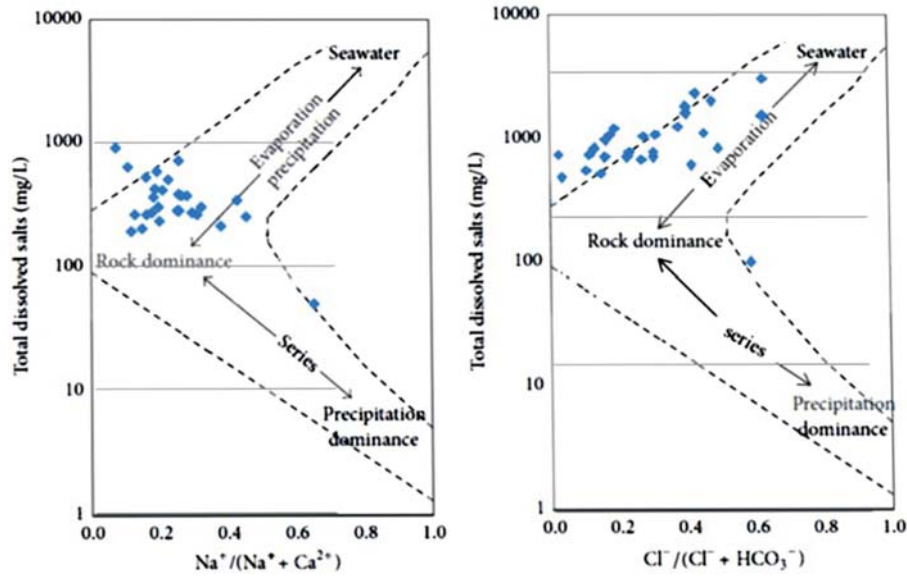 10000
1000
100
10
1
Total dissolved salts (mg/L)
Seawater
Evaporation
precipitation
Rock dominance
Series
Precipitation
dominance
0.0 0.2 0.4 0.6 0.8 1.0
Na⁺/(Na⁺ + Ca²⁺)
10000
1000
100
10
1
Total dissolved salts (mg/L)
Seawater
Evaporation
Rock dominance
series
Precipitation
dominance
0.0 0.2 0.4 0.6 0.8 1.0
Cl⁻/(Cl⁻ + HCO₃⁻)